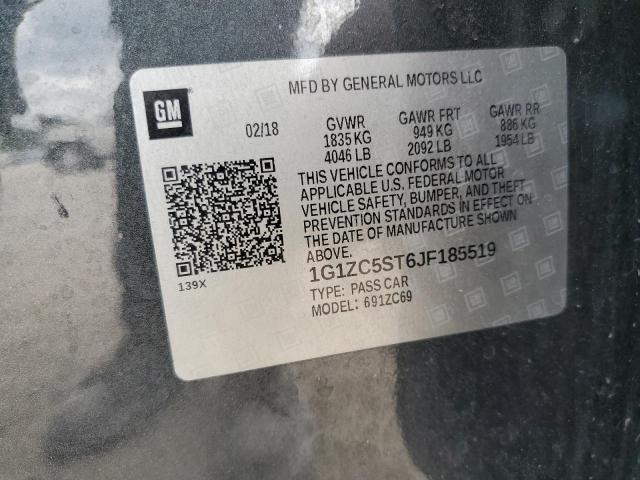 MFD BY GENERAL MOTORS LLC
GM
02/18
GVWR GAWR FRT GAWR RR
1835 KG 949 KG 886 KG
4046 LB 2092 LB 1954 LB
THIS VEHICLE CONFORMS TO ALL
APPLICABLE U.S. FEDERAL MOTOR
VEHICLE SAFETY, BUMPER, AND THEFT
PREVENTION STANDARDS IN EFFECT ON
THE DATE OF MANUFACTURE SHOWN
ABOVE.
139X
1G1ZC5ST6JF185519
TYPE: PASS CAR
MODEL: 691ZC69